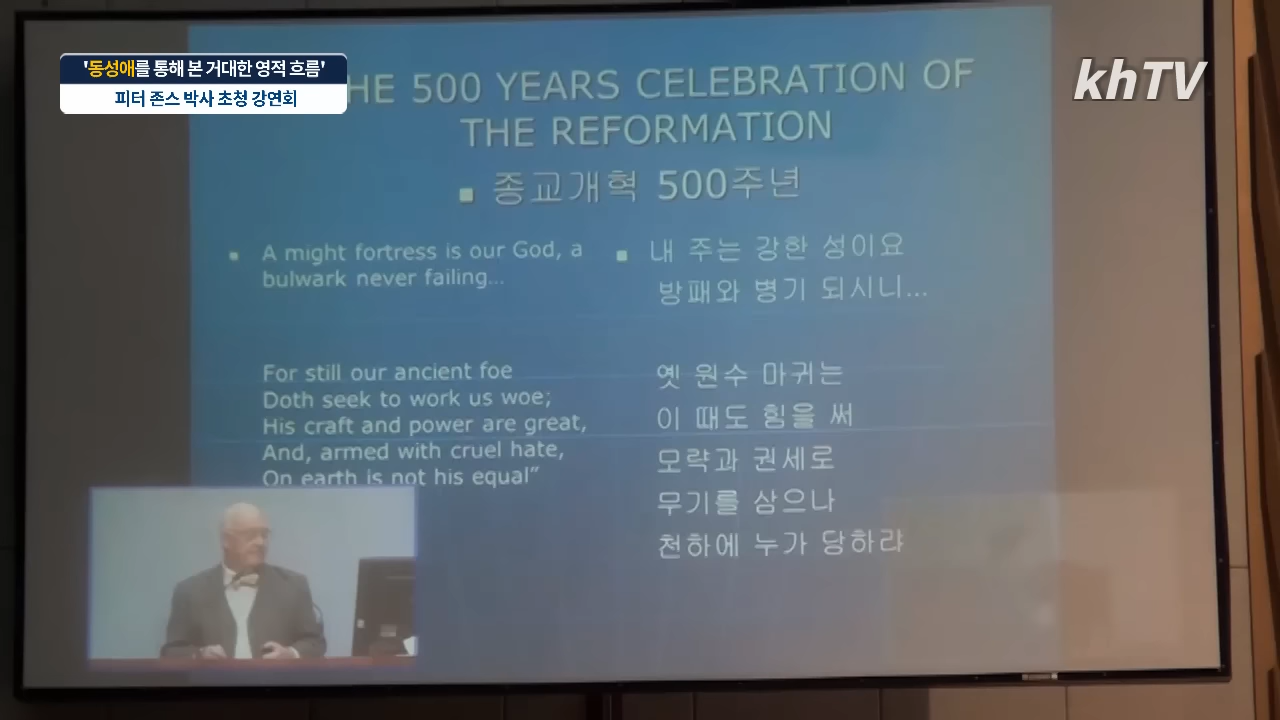 '동성애를 통해 본 거대한 영적 흐름'
피터 존스 박사 초청 강연회
khTV
HE 500 YEARS CELEBRATION OF
THE REFORMATION
종교개혁 500주년
A might fortress is our God, a
bulwark never failing...
For still our ancient foe
Doth seek to work us woe;
His craft and power are great,
And, armed with cruel hate,
On earth is not his equal”
내 주는 강한 성이요
방패와 병기 되시니...
옛 원수 마귀는
이 때도 힘을 써
모략과 권세로
무기를 삼으나
천하에 누가 당하랴